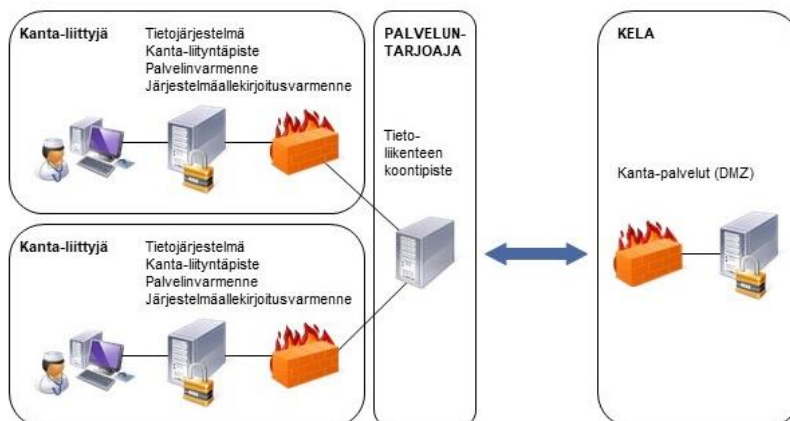 Kanta-liittyjä
Tietojärjestelmä
Kanta-liityntäpiste
Palvelinvarmenne
Järjestelmäallekirjoitusvarmenne
Kanta-liittyjä
Tietojärjestelmä
Kanta-liityntäpiste
Palvelinvarmenne
Järjestelmäallekirjoitusvarmenne
PALVELUN-
TARJOAJA
Tieto-
liikenteen
koontipiste
KELA
Kanta-palvelut (DMZ)